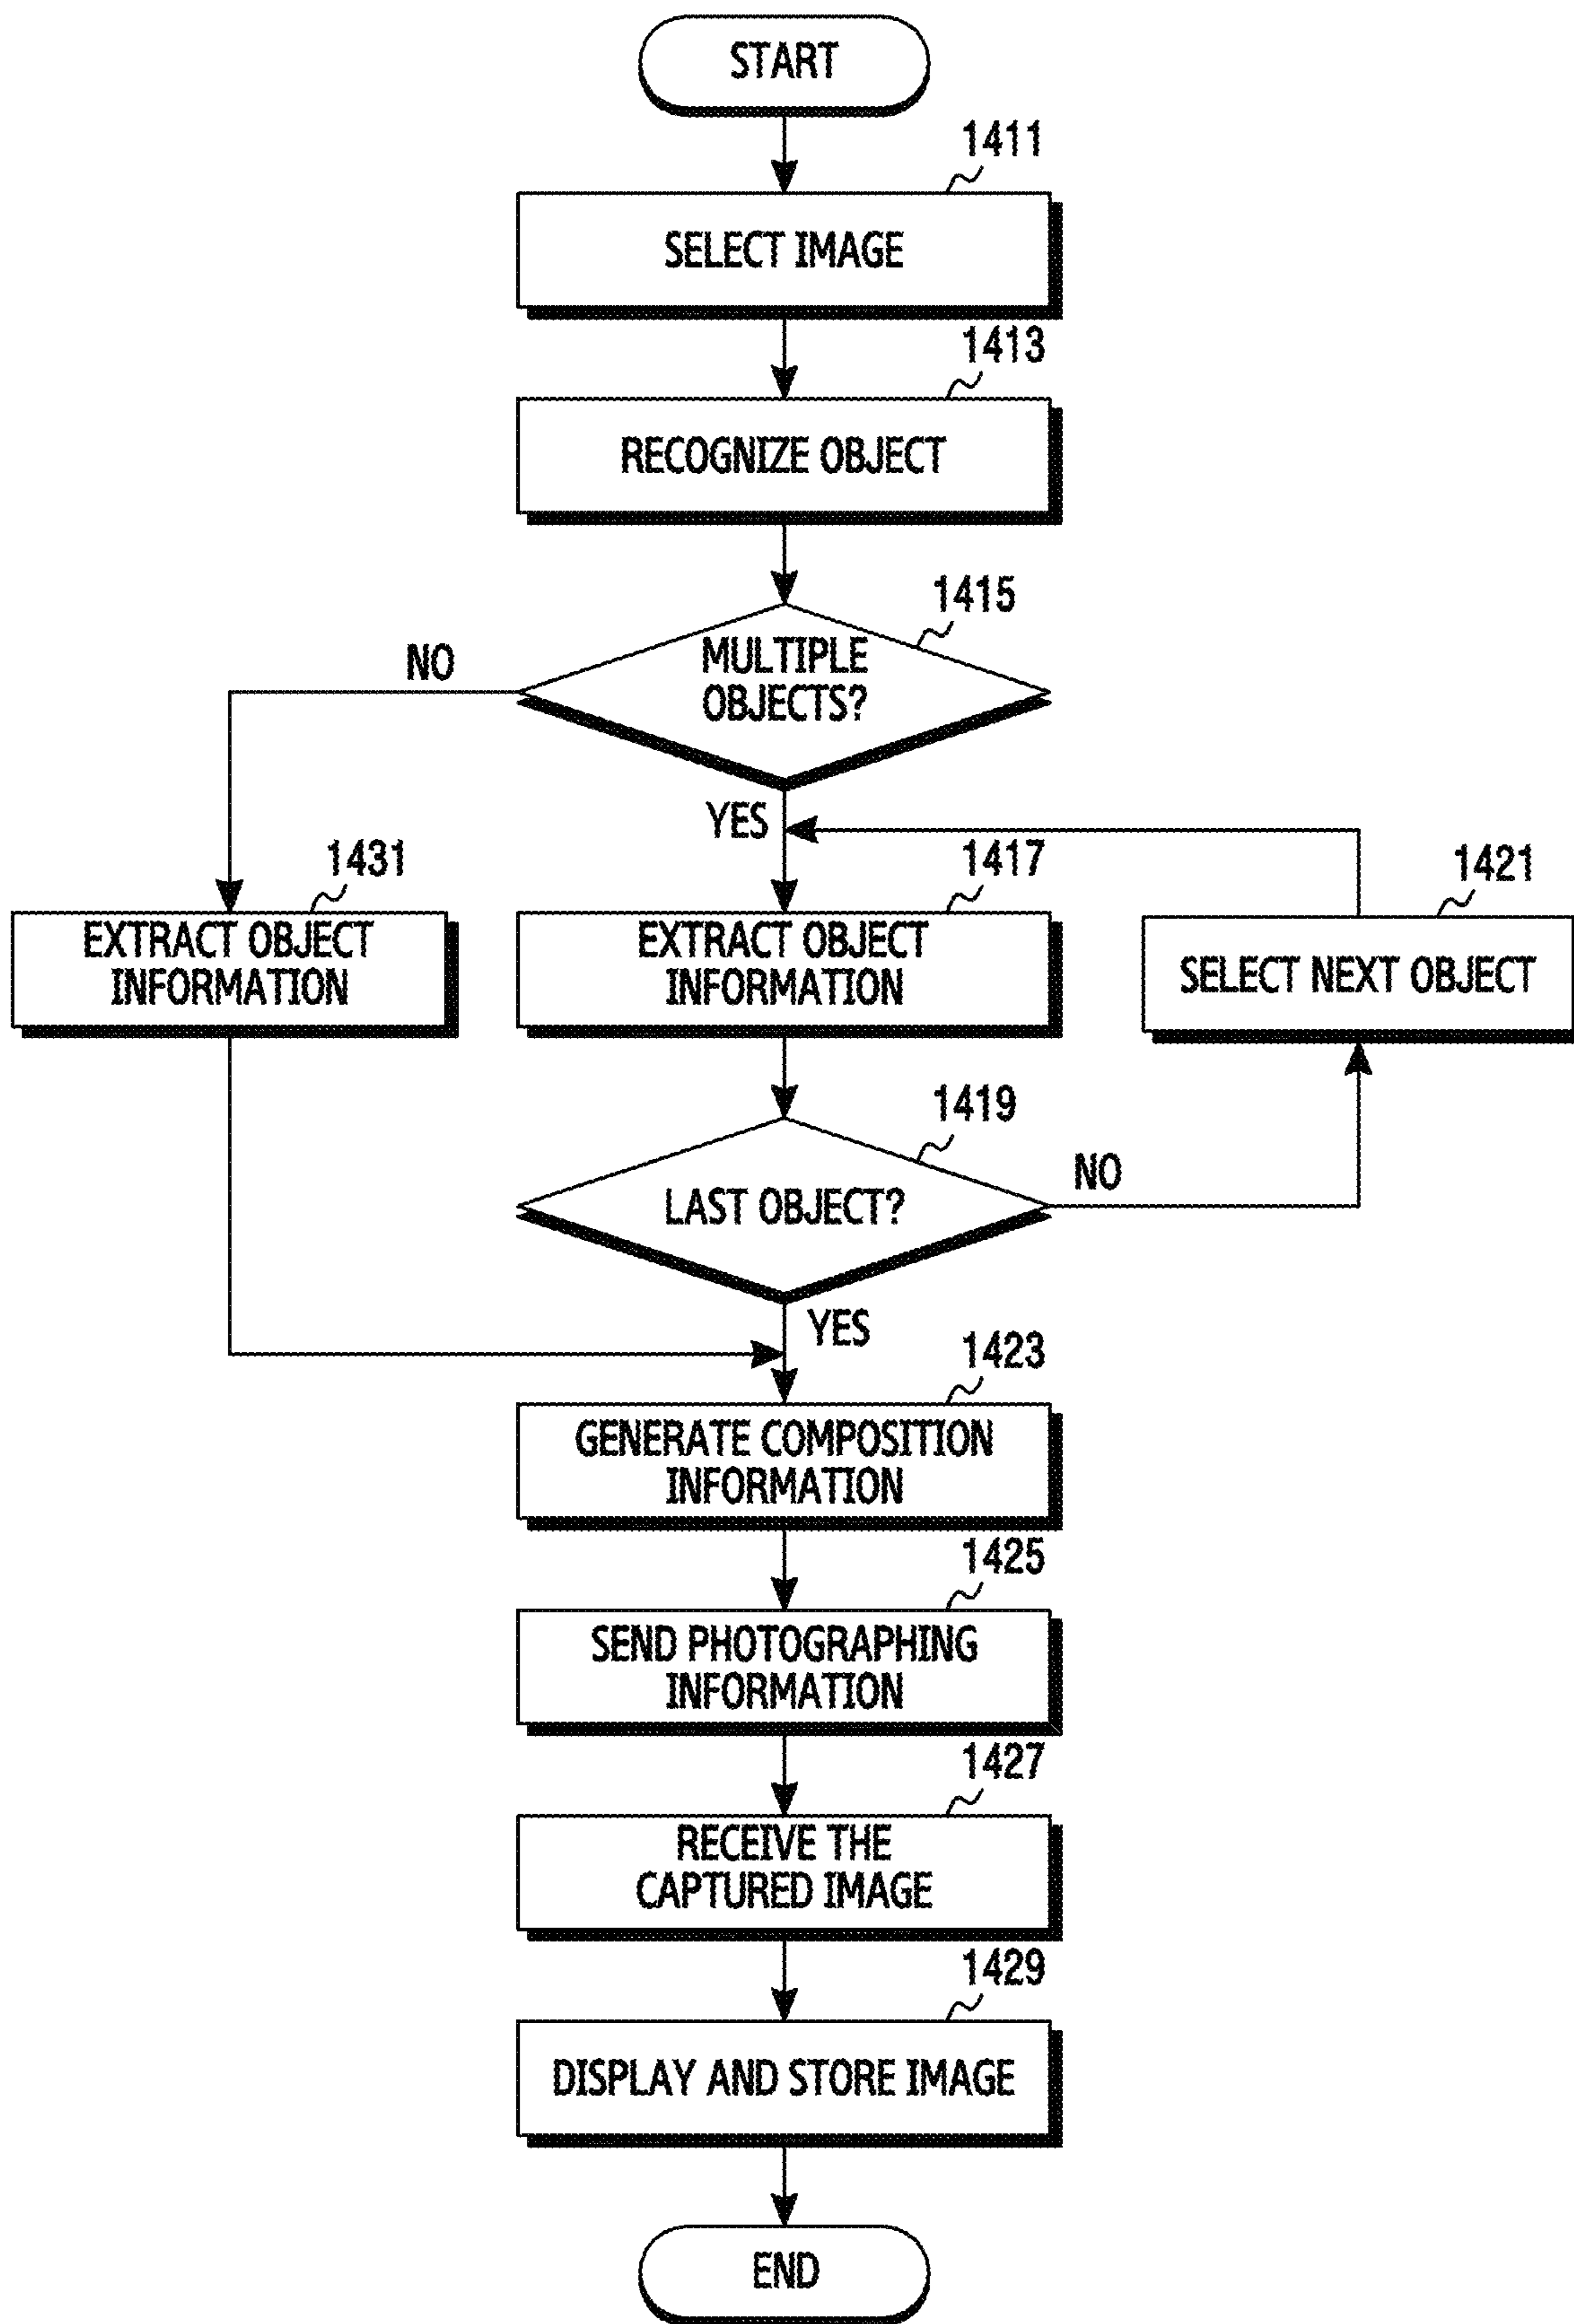 START
1411
SELECT IMAGE
1413
RECOGNIZE OBJECT
1415
MULTIPLE
OBJECTS?
NO
YES
1431
EXTRACT OBJECT
INFORMATION
1417
EXTRACT OBJECT
INFORMATION
1421
SELECT NEXT OBJECT
1419
LAST OBJECT?
NO
YES
1423
GENERATE COMPOSITION
INFORMATION
1425
SEND PHOTOGRAPHING
INFORMATION
1427
RECEIVE THE
CAPTURED IMAGE
1429
DISPLAY AND STORE IMAGE
END